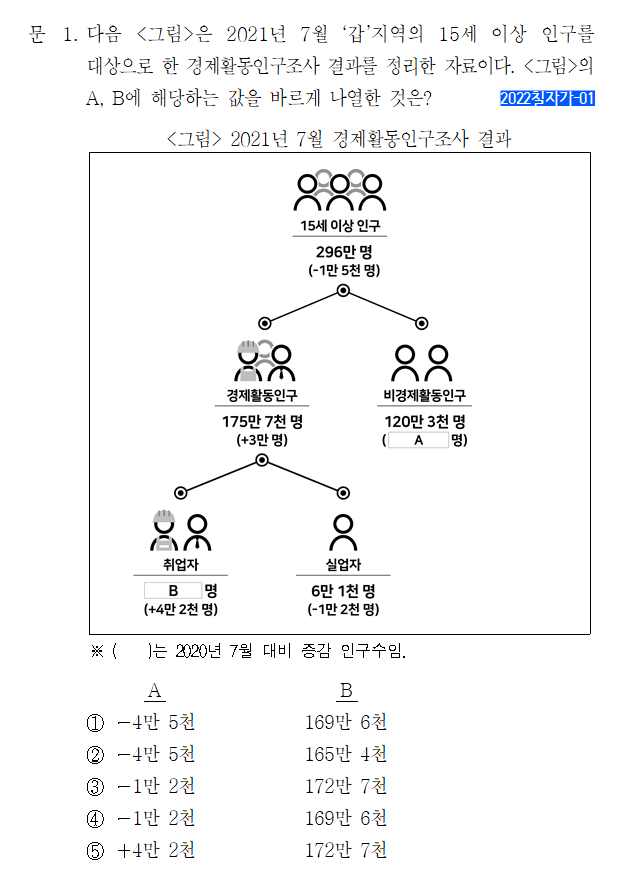 문 1. 다음 <그림>은 2021년 7월 ‘갑’지역의 15세 이상 인구를
대상으로 한 경제활동인구조사 결과를 정리한 자료이다. <그림>의
A, B에 해당하는 값을 바르게 나열한 것은? 2022칠자가-01
<그림> 2021년 7월 경제활동인구조사 결과
15세 이상 인구
296만 명
(-1만 5천 명)
경제활동인구 비경제활동인구
175만 7천 명 120만 3천 명
(+3만 명) ( A 명)
취업자 실업자
B 명 6만 1천 명
(+4만 2천 명) (-1만 2천 명)
※ ( )는 2020년 7월 대비 증감 인구수임.
A B
① －4만 5천 169만 6천
② －4만 5천 165만 4천
③ －1만 2천 172만 7천
④ －1만 2천 169만 6천
⑤ ＋4만 2천 172만 7천